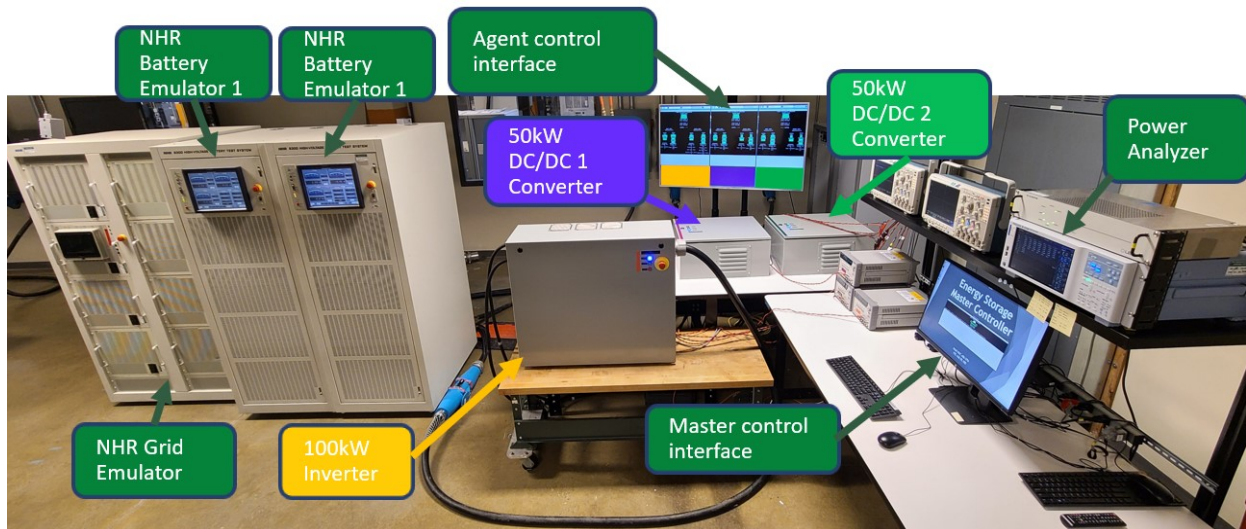 NHR
Battery
Emulator 1
NHR
Battery
Emulator 1
Agent control
interface
50kW
DC/DC 1
Converter
50kW
DC/DC 2
Converter
Power
Analyzer
Energy Storage
Master Controller
NHR Grid
Emulator
100kW
Inverter
Master control
interface